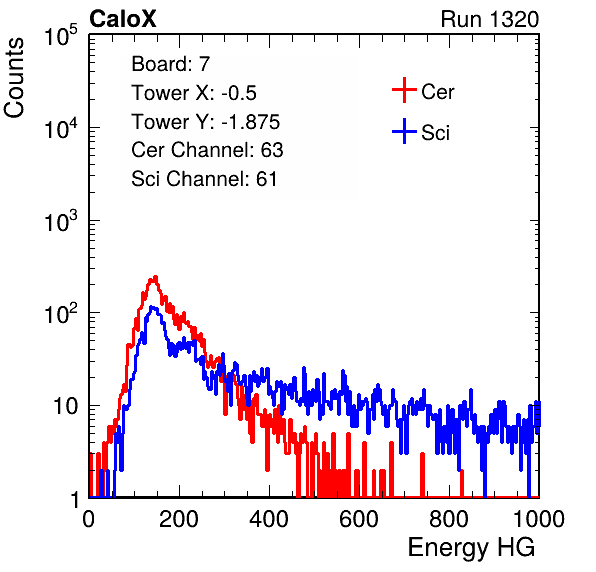 CaloX Run 1320
Counts
Board: 7
Tower X: -0.5
Tower Y: -1.875
Cer Channel: 63
Sci Channel: 61
Cer
Sci
10^5
10^4
10^3
10^2
10
1
0 200 400 600 800 1000
Energy HG